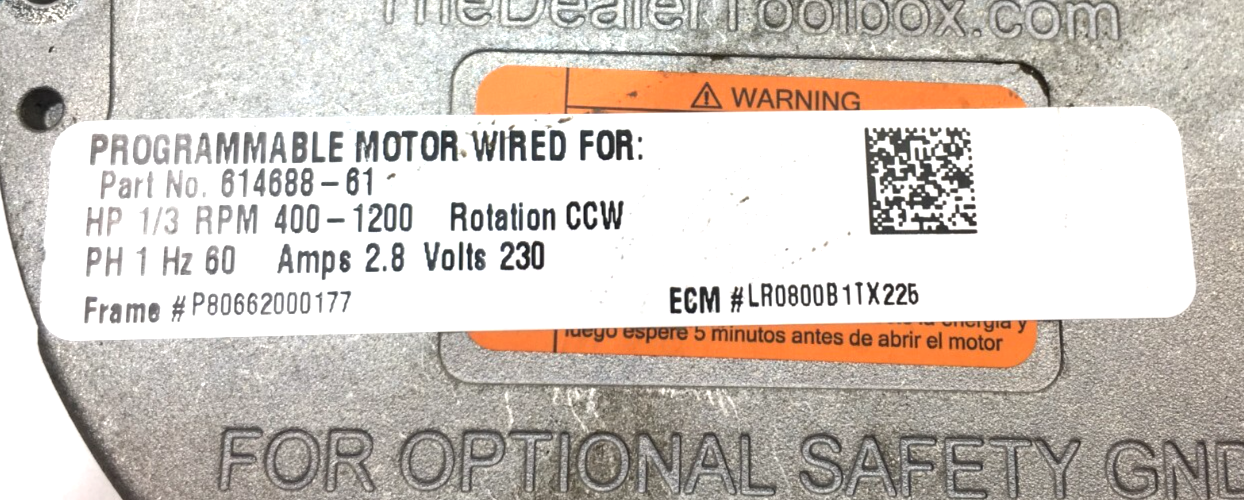 TheDealerToolbox.com
WARNING
PROGRAMMABLE MOTOR WIRED FOR:
Part No. 614688-61
HP 1/3 RPM 400-1200 Rotation CCW
PH 1 Hz 60 Amps 2.8 Volts 230
Frame #P80662000177 ECM #LR0800B1TX225
energía y
luego espere 5 minutos antes de abrir el motor
FOR OPTIONAL SAFETY GND